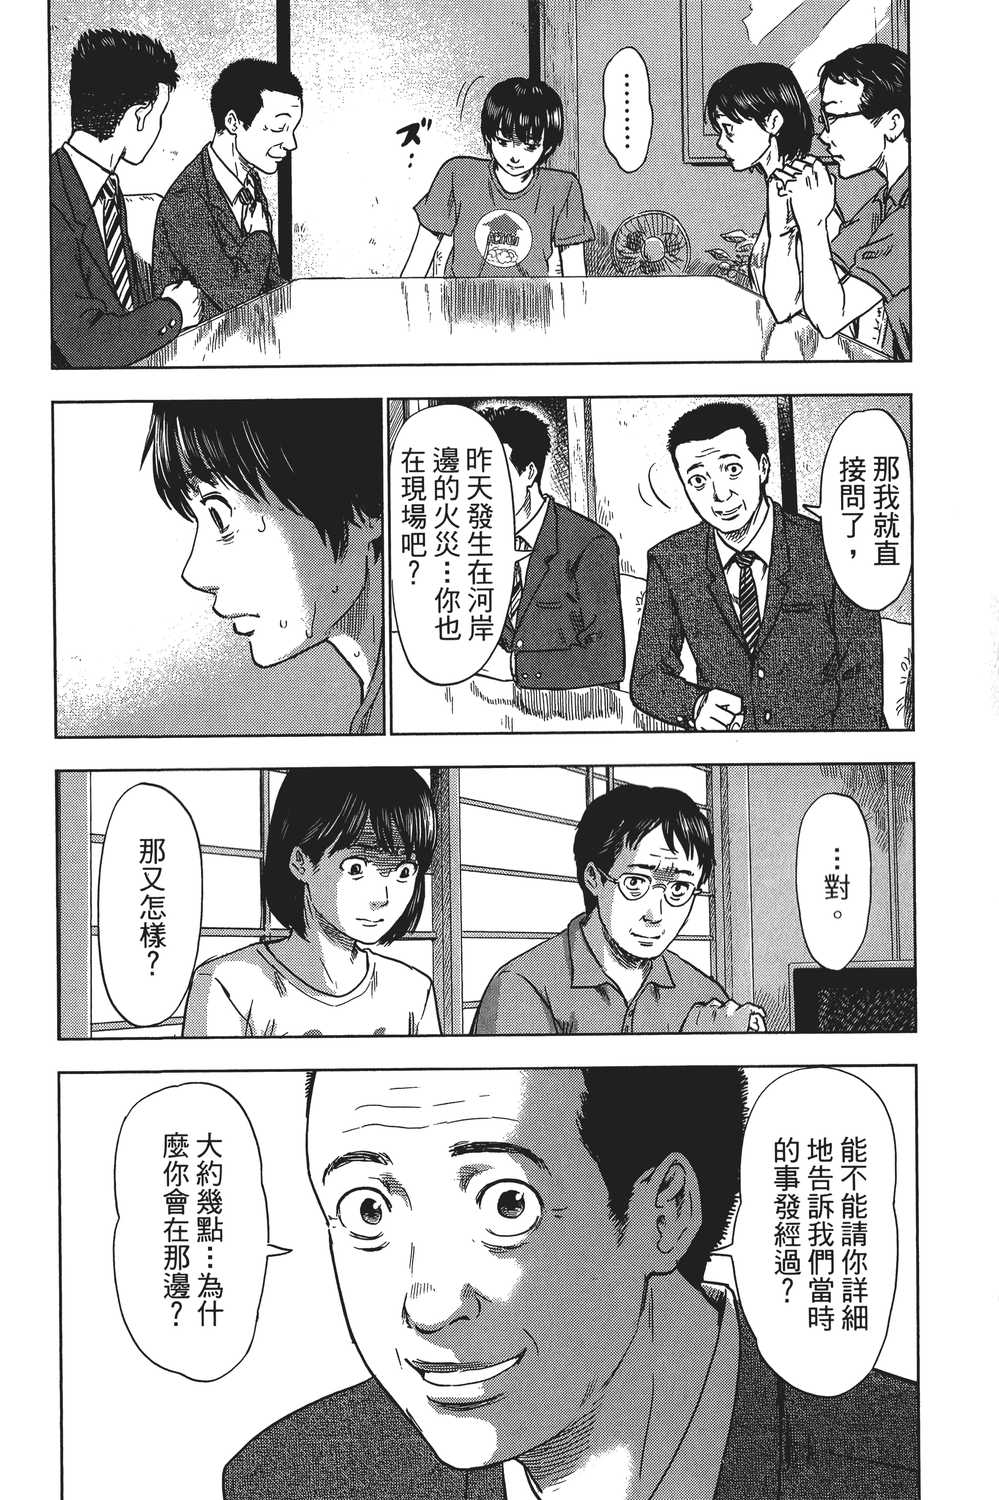 ………
ズ…
那我就直
接問了，
昨天發生在河岸
邊的火災…你也
在現場吧？
…對。
那又怎樣？
能不能請你詳細
地告訴我們當時
的事發經過？
大約幾點…為什
麼你會在那邊？